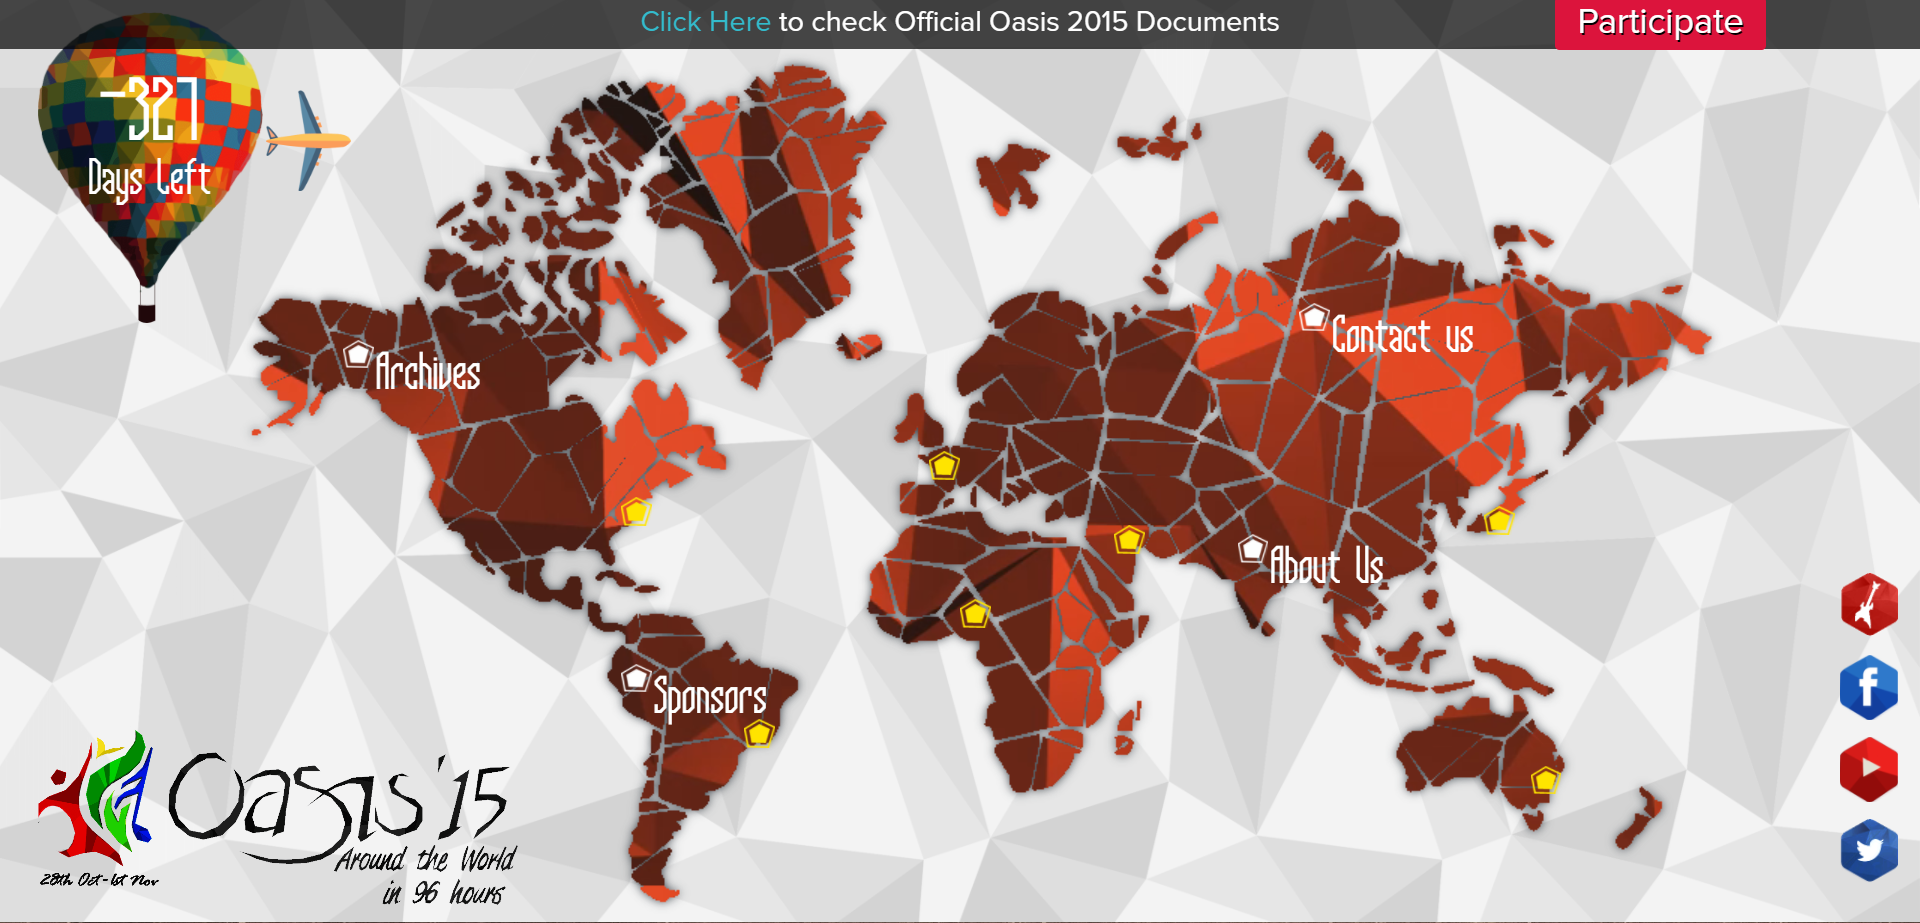 Click Here to check Official Oasis 2015 Documents
Participate
-327
Days Left
Archives
Contact us
About Us
Sponsors
Oasis '15
Around the World
in 96 hours
28th Oct-1st Nov